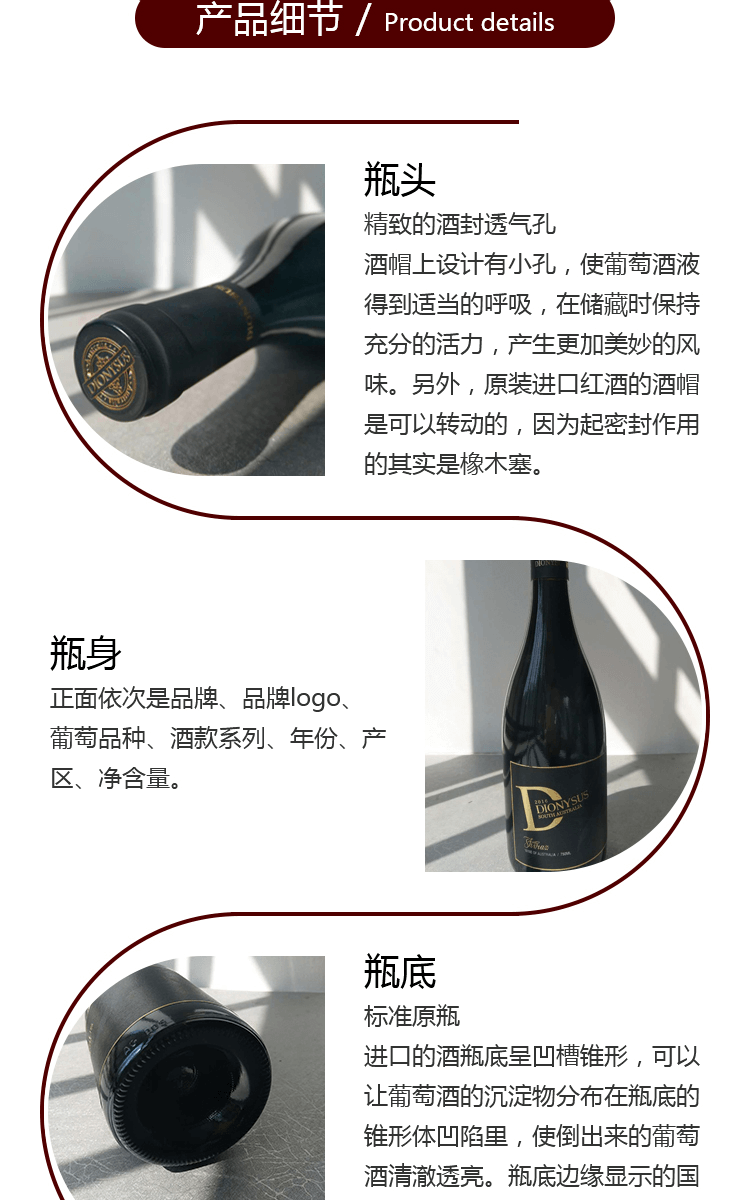 产品细节 / Product details
瓶头
精致的酒封透气孔
酒帽上设计有小孔，使葡萄酒液
得到适当的呼吸，在储藏时保持
充分的活力，产生更加美妙的风
味。另外，原装进口红酒的酒帽
是可以转动的，因为起密封作用
的其实是橡木塞。
DIONYSUS
瓶身
正面依次是品牌、品牌logo、
葡萄品种、酒款系列、年份、产
区、净含量。
D
2015
DIONYSUS
SOUTH AUSTRALIA
Shiraz
WINE OF AUSTRALIA / 750ML
瓶底
标准原瓶
进口的酒瓶底呈凹槽锥形，可以
让葡萄酒的沉淀物分布在瓶底的
锥形体凹陷里，使倒出来的葡萄
酒清澈透亮。瓶底边缘显示的国